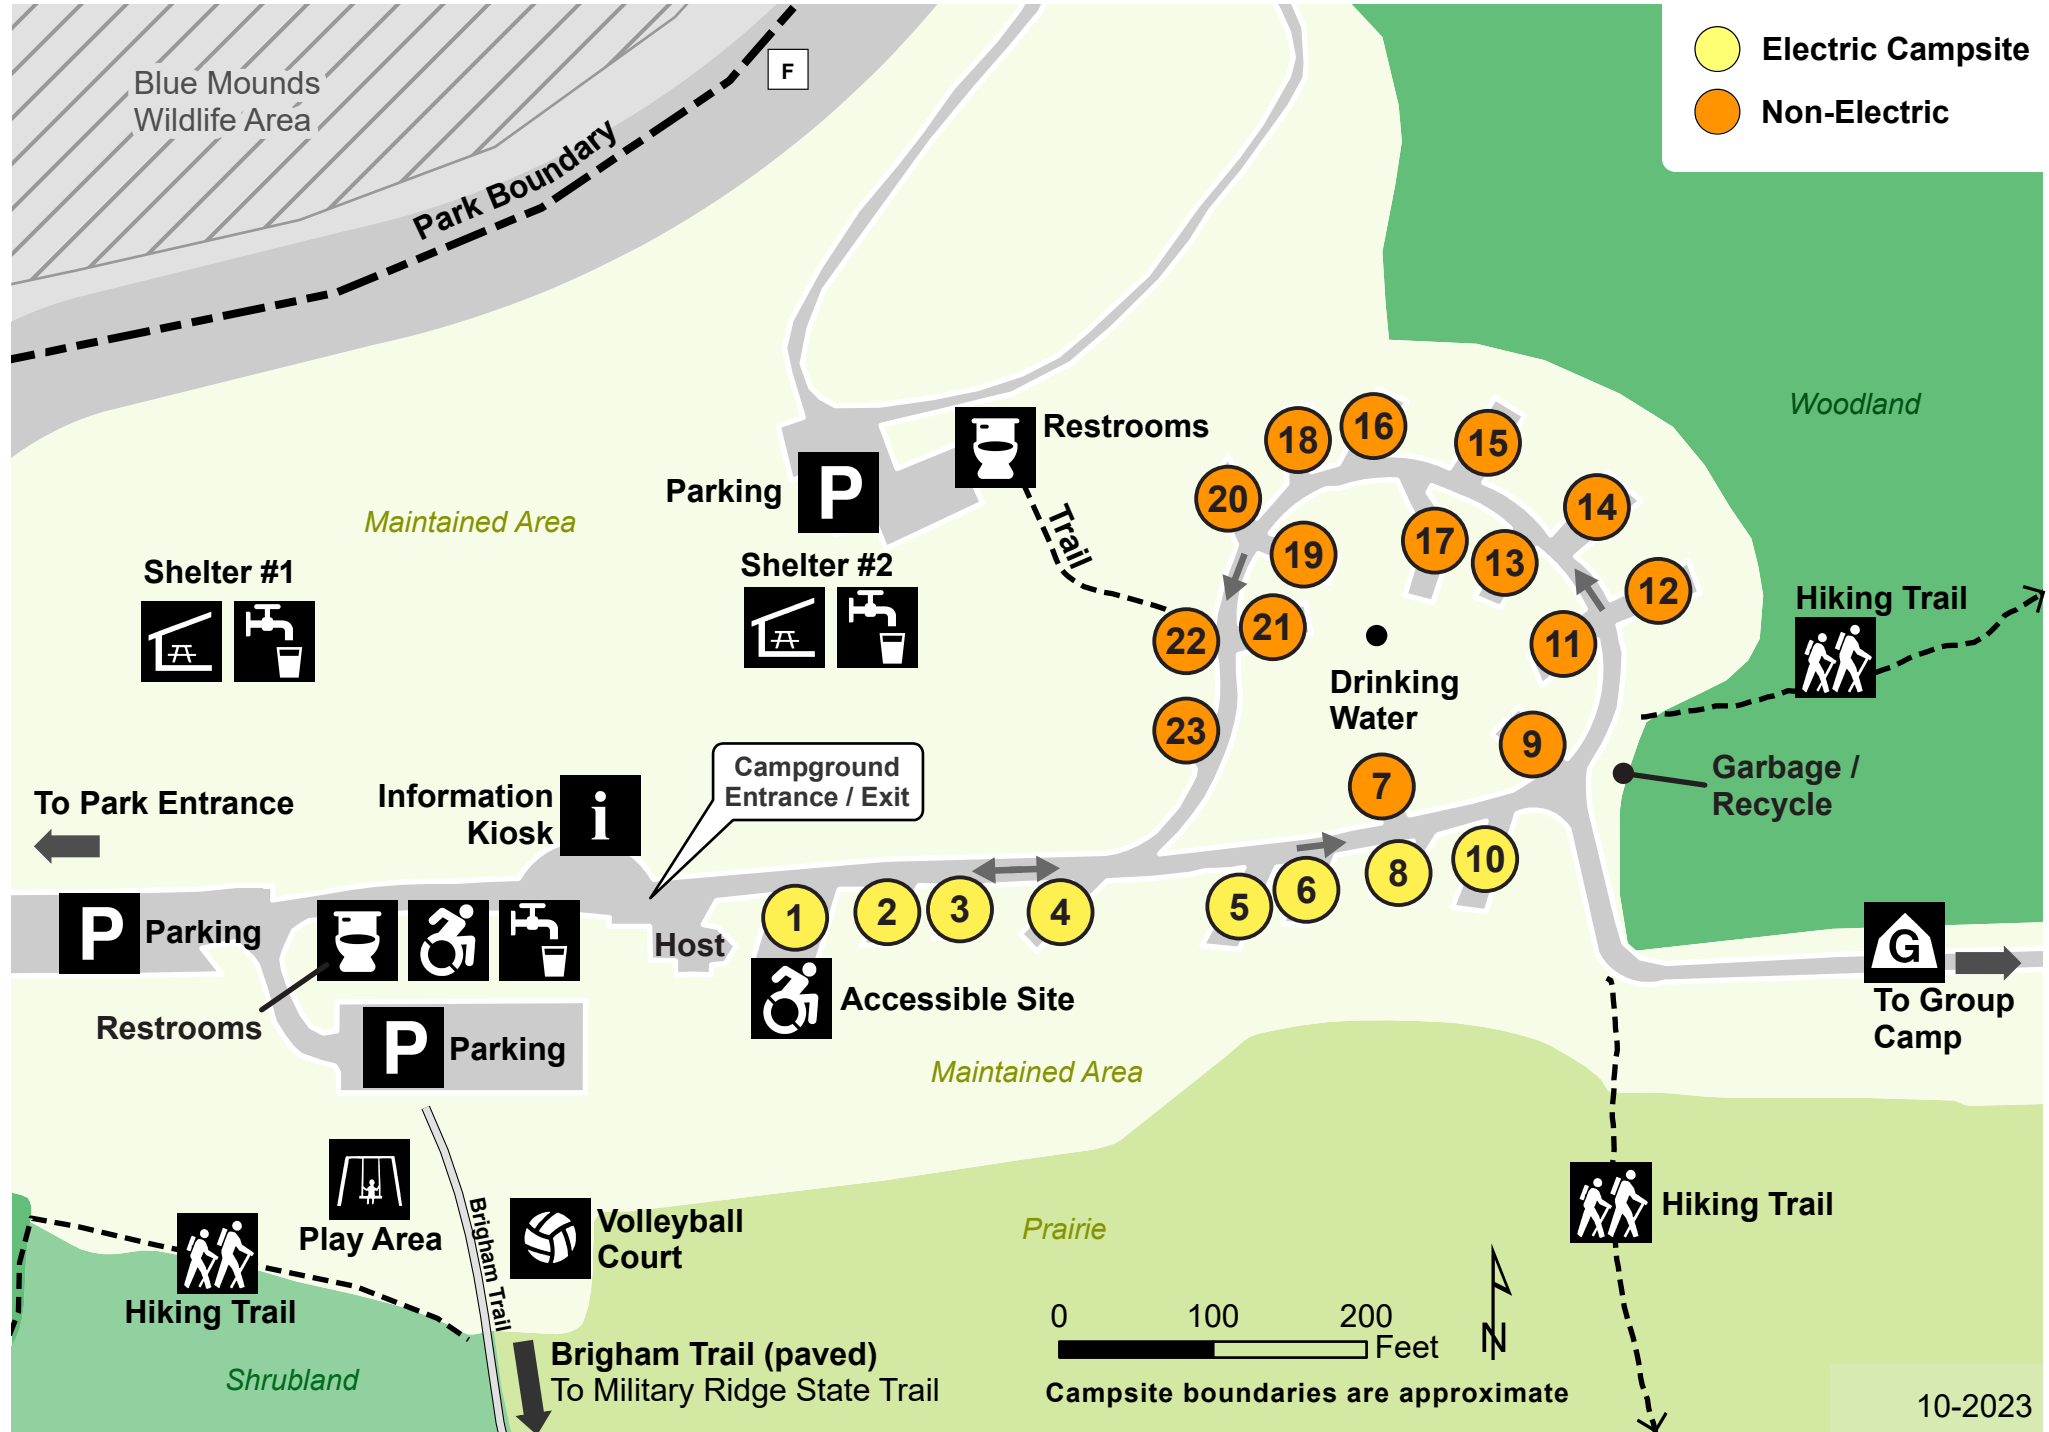 Electric Campsite
Non-Electric
Blue Mounds
Wildlife Area
F
Park Boundary
Woodland
Restrooms
Parking
P
Trail
Maintained Area
Shelter #1
Shelter #2
18
16
15
20
14
17
19
13
12
22
21
11
23
9
7
Drinking
Water
Hiking Trail
Garbage /
Recycle
Campground
Entrance / Exit
Information
Kiosk
i
To Park Entrance
P
Parking
Host
1
2
3
4
5
6
8
10
Accessible Site
Restrooms
P
Parking
G
To Group
Camp
Maintained Area
Play Area
Brigham Trail
Volleyball
Court
Hiking Trail
Shrubland
Prairie
Hiking Trail
Brigham Trail (paved)
To Military Ridge State Trail
0 100 200
Feet
N
Campsite boundaries are approximate
10-2023